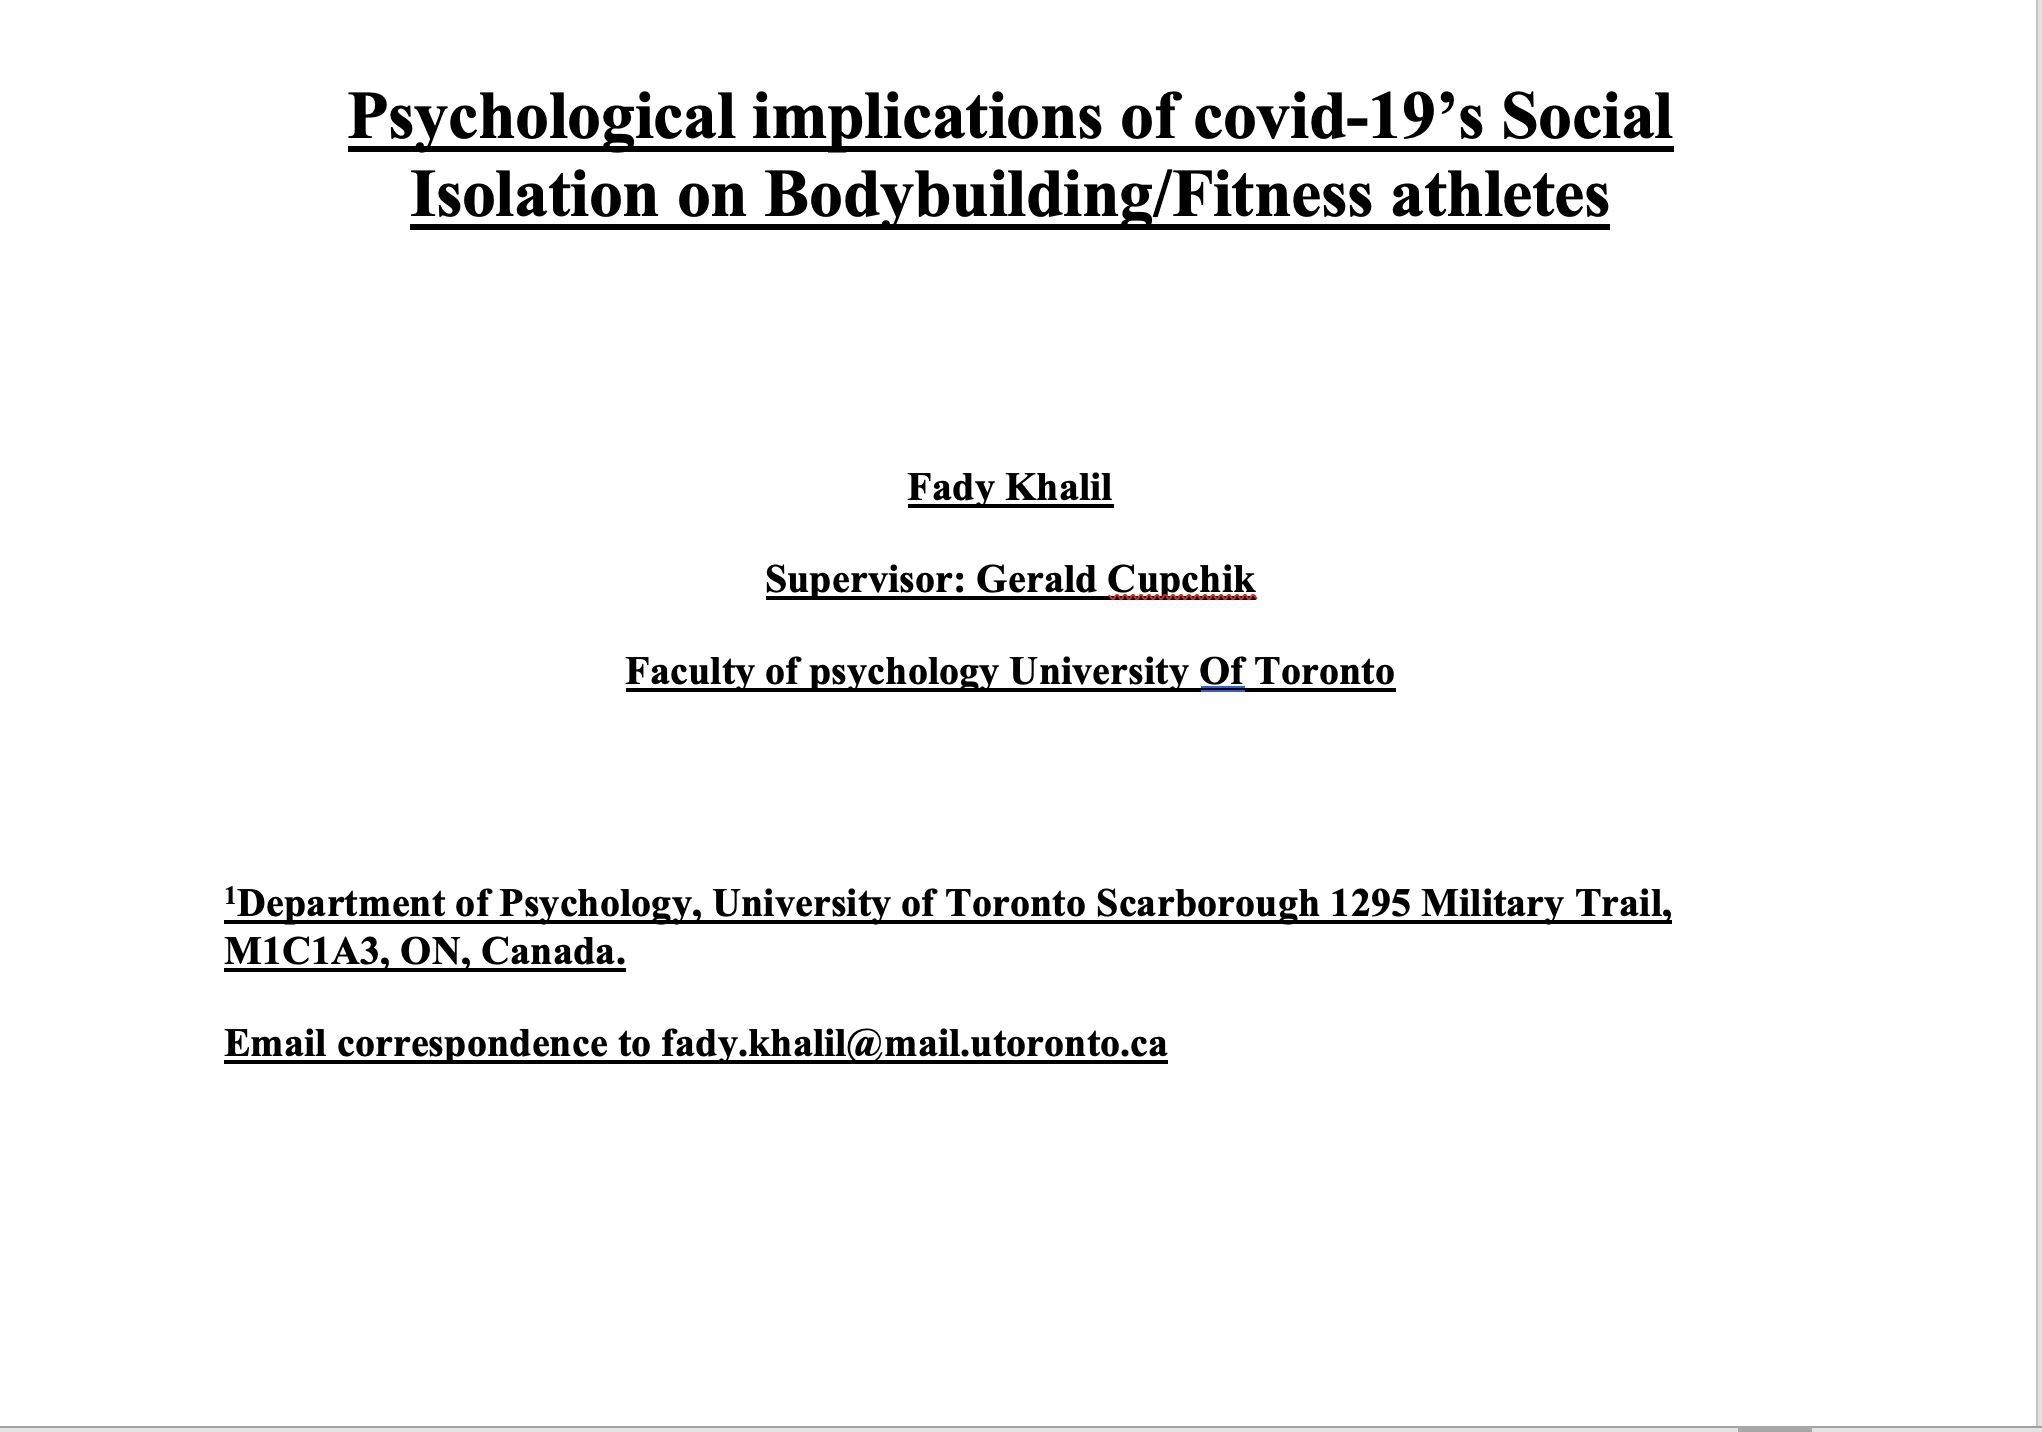 Psychological implications of covid-19’s Social
Isolation on Bodybuilding/Fitness athletes
Fady Khalil
Supervisor: Gerald Cupchik
Faculty of psychology University Of Toronto
¹Department of Psychology, University of Toronto Scarborough 1295 Military Trail,
M1C1A3, ON, Canada.
Email correspondence to fady.khalil@mail.utoronto.ca